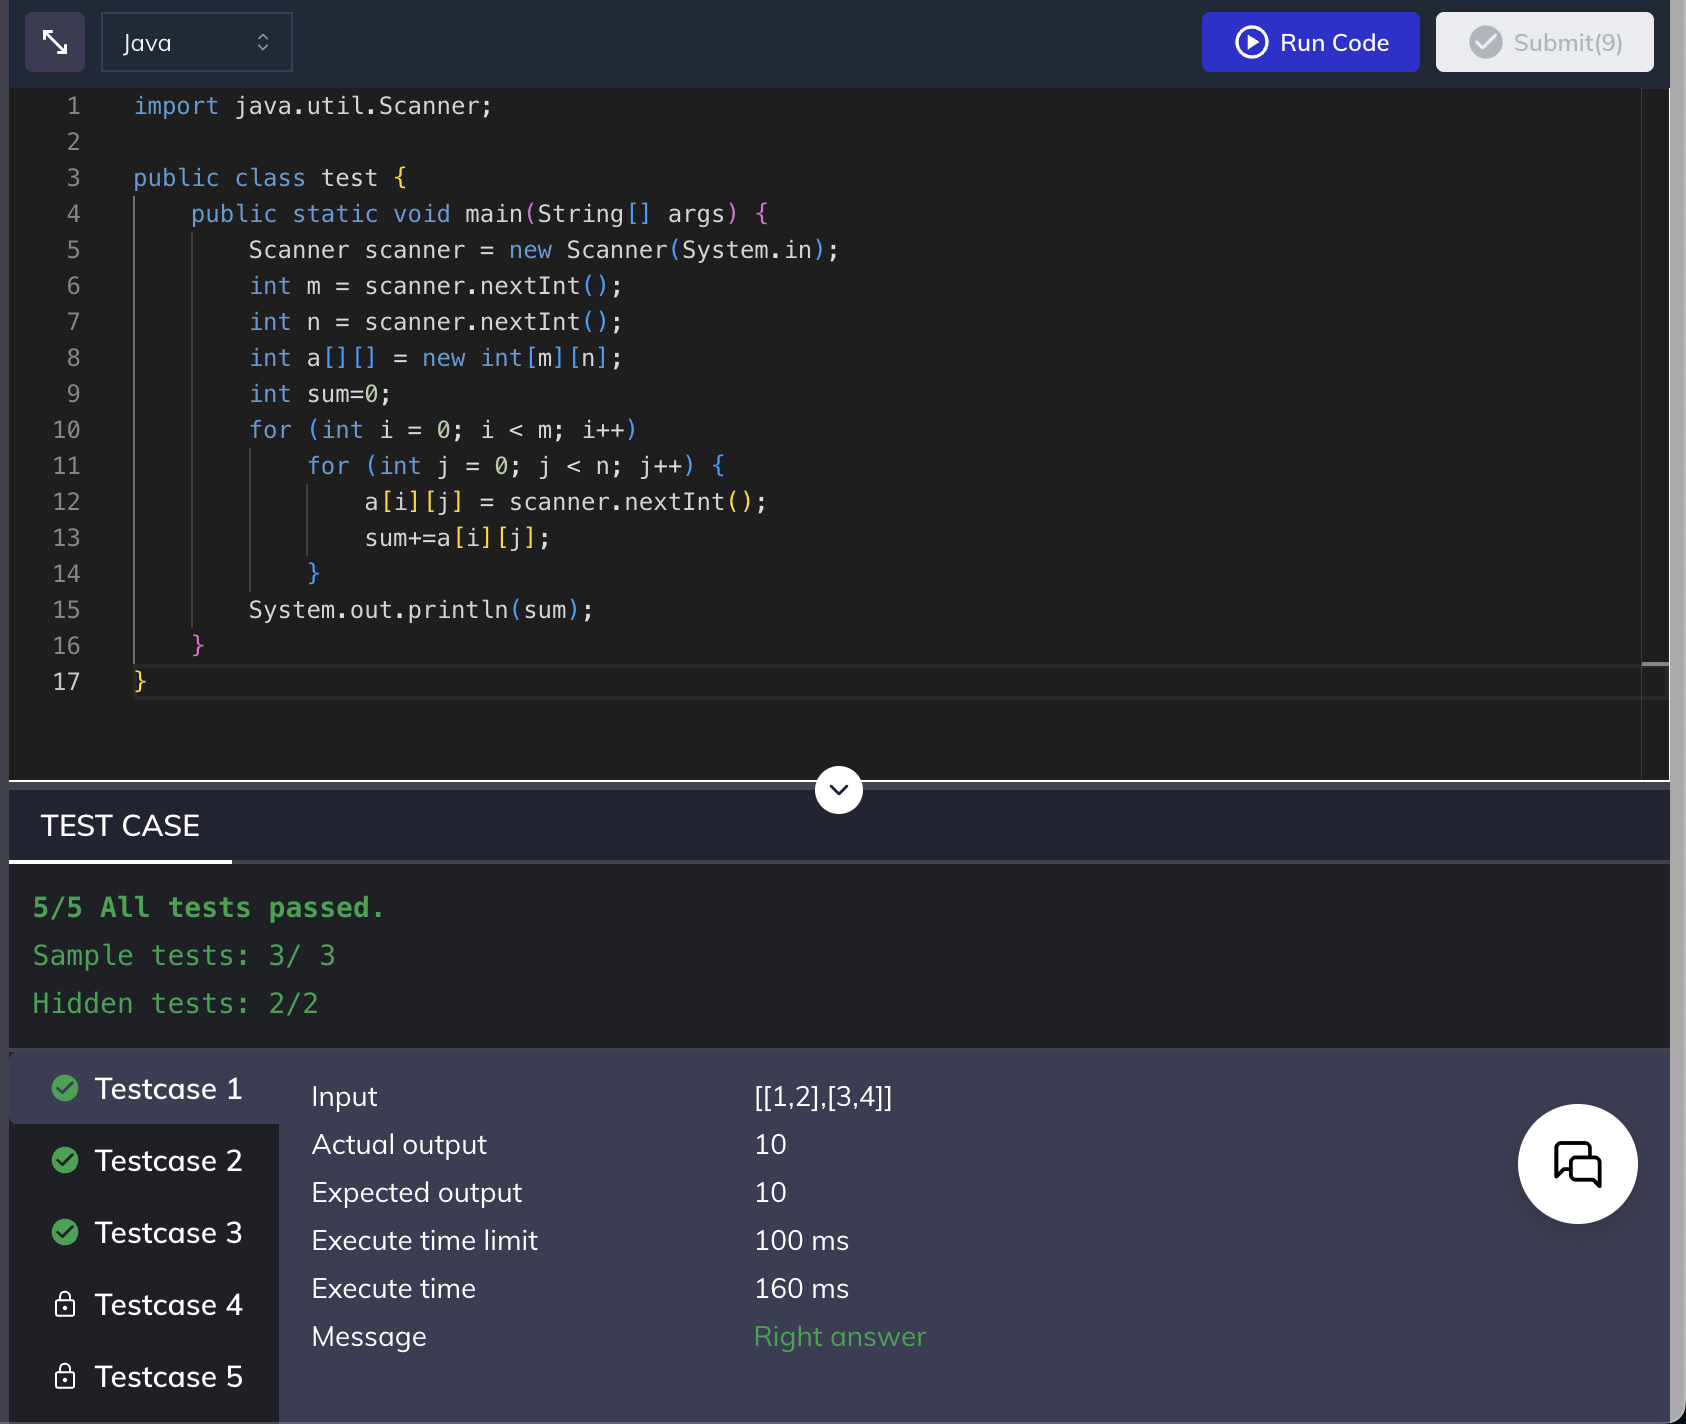 Java
Run Code
Submit(9)
1 import java.util.Scanner;
2
3 public class test {
4 public static void main(String[] args) {
5 Scanner scanner = new Scanner(System.in);
6 int m = scanner.nextInt();
7 int n = scanner.nextInt();
8 int a[][] = new int[m][n];
9 int sum=0;
10 for (int i = 0; i < m; i++)
11 for (int j = 0; j < n; j++) {
12 a[i][j] = scanner.nextInt();
13 sum+=a[i][j];
14 }
15 System.out.println(sum);
16 }
17 }
TEST CASE
5/5 All tests passed.
Sample tests: 3/ 3
Hidden tests: 2/2
Testcase 1
Testcase 2
Testcase 3
Testcase 4
Testcase 5
Input [[1,2],[3,4]]
Actual output 10
Expected output 10
Execute time limit 100 ms
Execute time 160 ms
Message Right answer